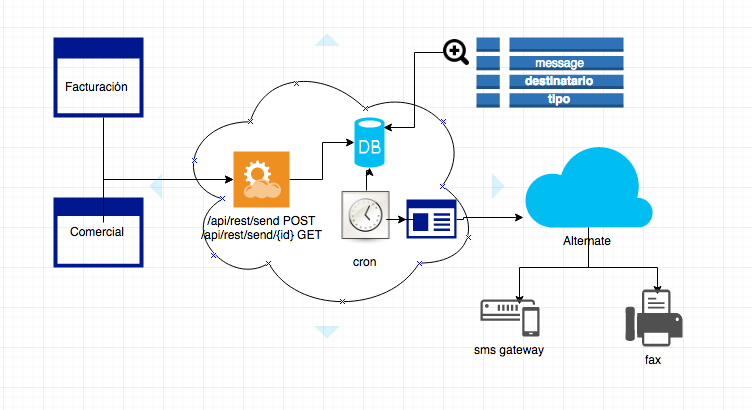 Facturación
message
destinatario
tipo
DB
/api/rest/send POST
/api/rest/send/{id} GET
Comercial
cron
Alternate
sms gateway
fax